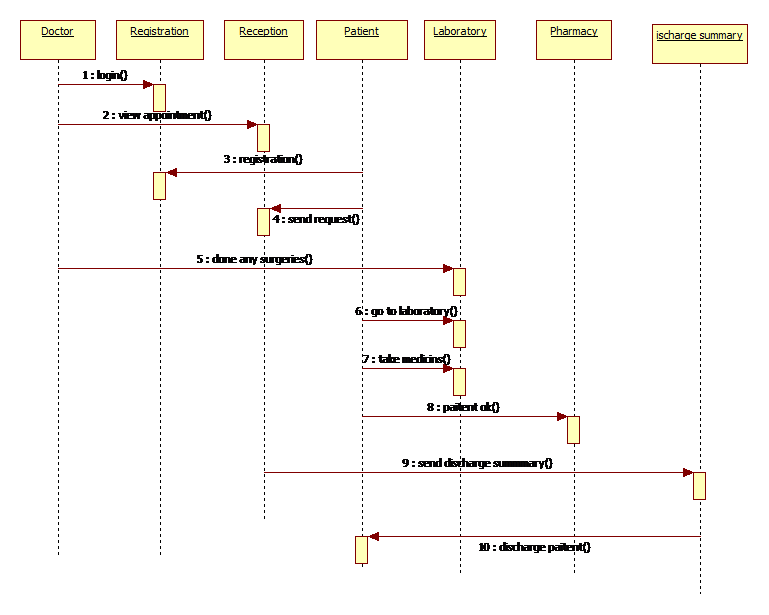 Doctor
Registration
Reception
Patient
Laboratory
Pharmacy
ischarge summary
1 : login()
2 : view appointment()
3 : registration()
4 : send request()
5 : done any surgeries()
6 : go to laboratory()
7 : take medicins()
8 : paitent ok()
9 : send discharge summmary()
10 : discharge paitent()